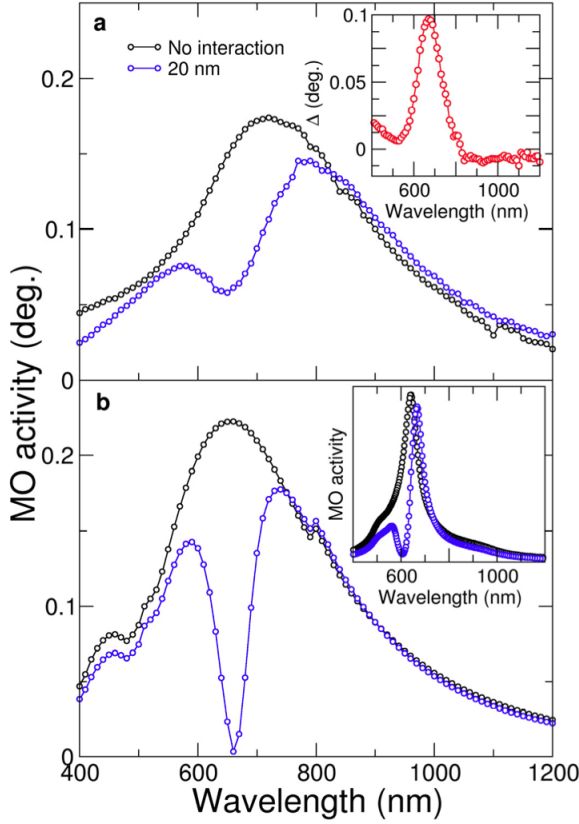 a
No interaction
20 nm
0.2
0.1
0
0.1
0.05
0
Δ (deg.)
600
1000
Wavelength (nm)
MO activity (deg.)
b
0.2
0.1
0
MO activity
600
1000
Wavelength (nm)
400
600
800
1000
1200
Wavelength (nm)